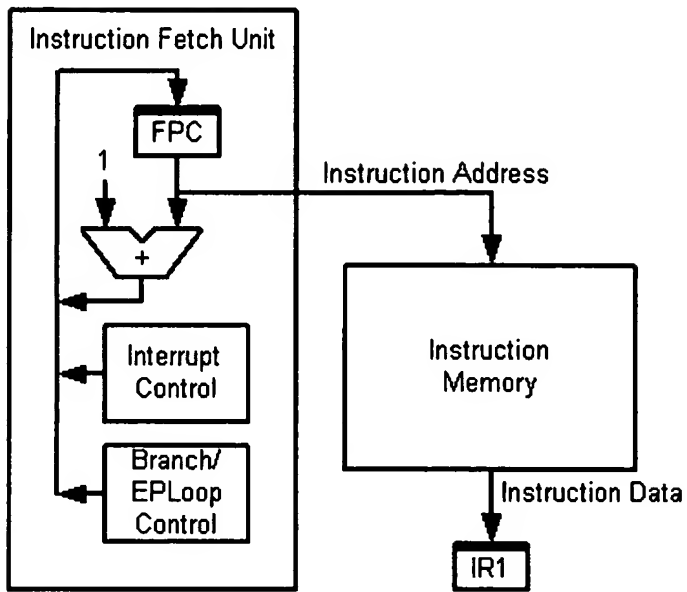 Instruction Fetch Unit
FPC
1
Instruction Address
+
Interrupt
Control
Instruction
Memory
Branch/
EPLoop
Control
Instruction Data
IR1